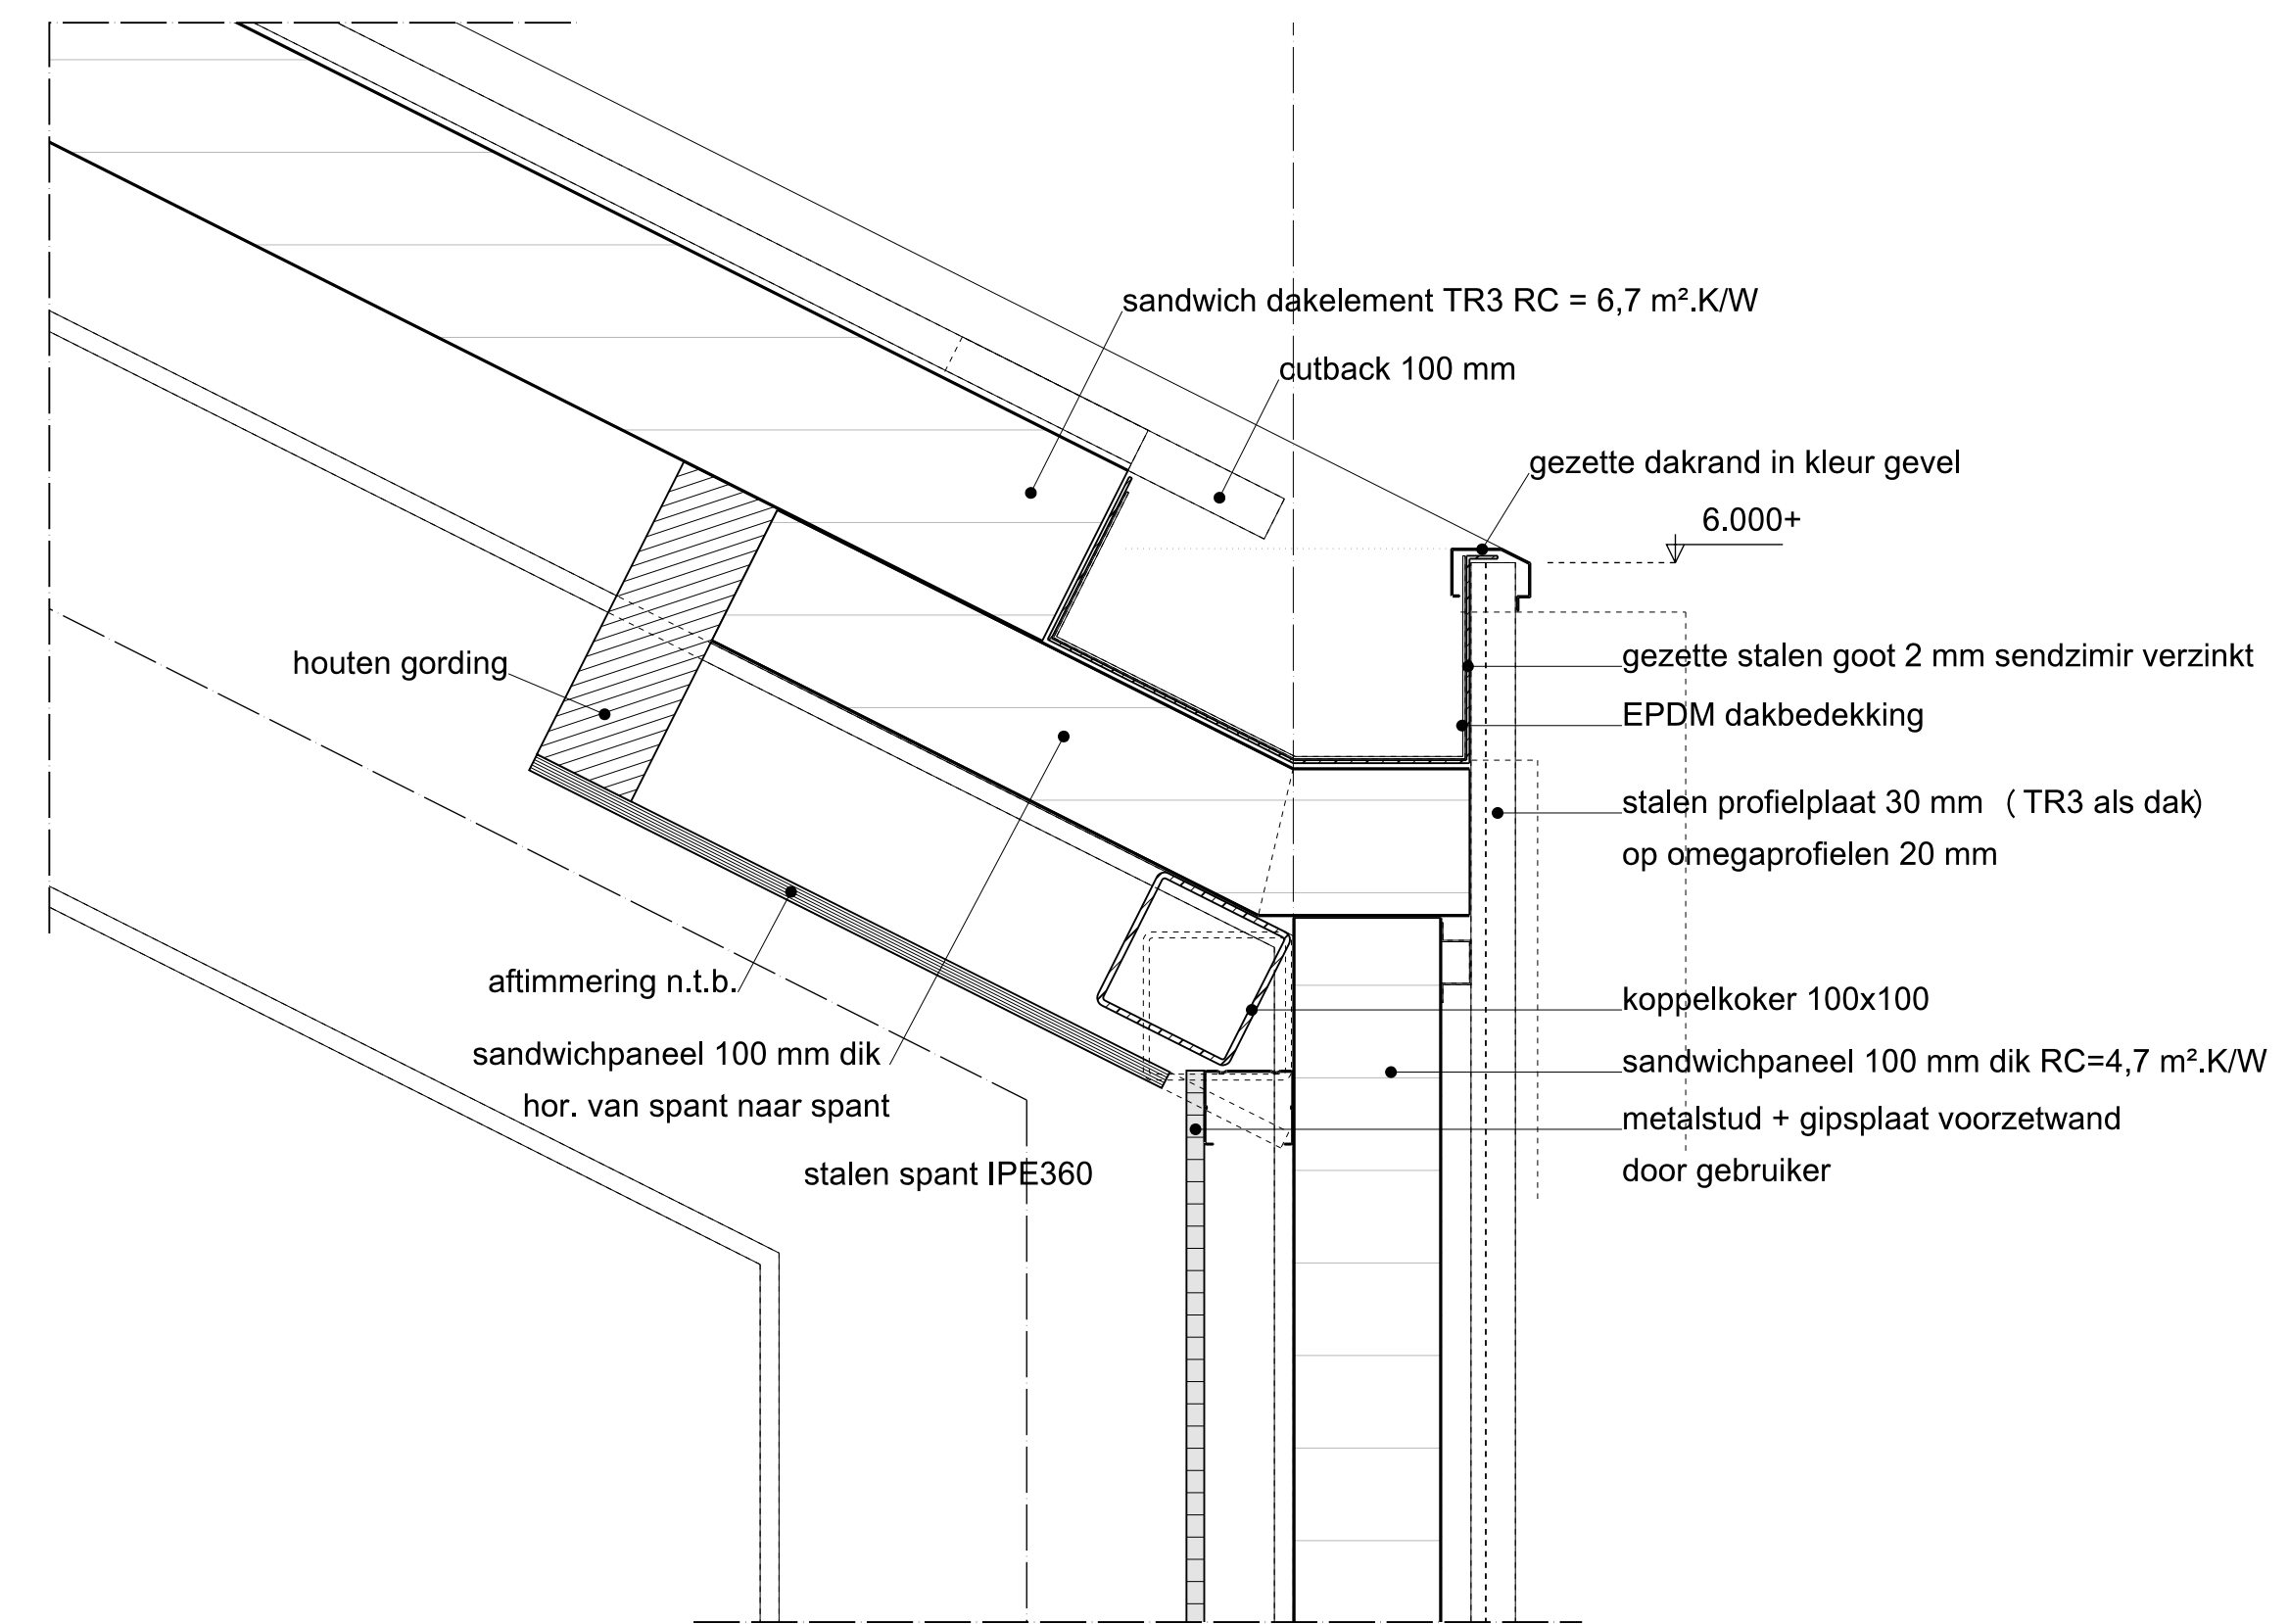 sandwich dakelement TR3 RC = 6,7 m².K/W
cutback 100 mm
gezette dakrand in kleur gevel
6.000+
houten gording
gezette stalen goot 2 mm sendzimir verzinkt
EPDM dakbedekking
stalen profielplaat 30 mm ( TR3 als dak)
op omegaprofielen 20 mm
aftimmering n.t.b.
sandwichpaneel 100 mm dik
hor. van spant naar spant
stalen spant IPE360
koppelkoker 100x100
sandwichpaneel 100 mm dik RC=4,7 m².K/W
metalstud + gipsplaat voorzetwand
door gebruiker